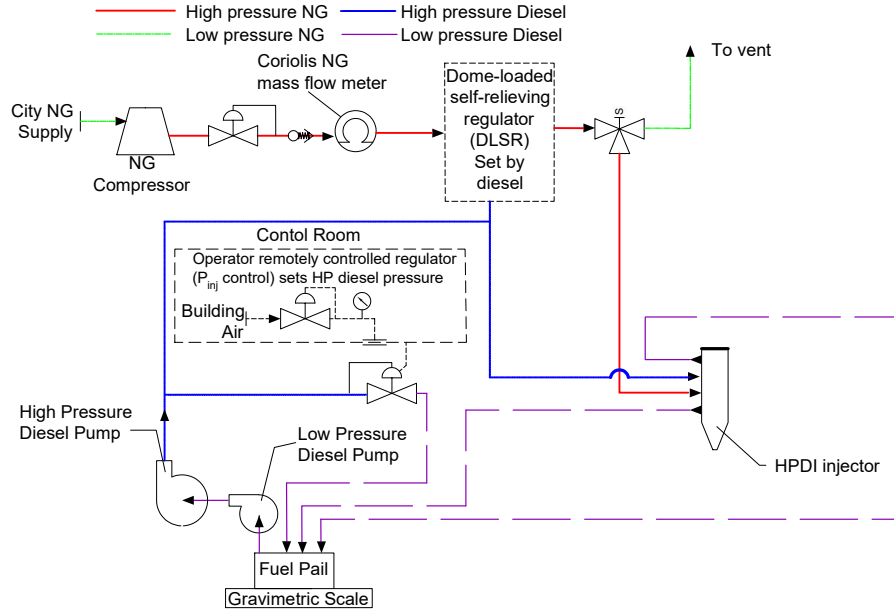 High pressure NG
High pressure Diesel
Low pressure NG
Low pressure Diesel
Coriolis NG
mass flow meter
To vent
City NG
Supply
NG
Compressor
Dome-loaded
self-relieving
regulator
(DLSR)
Set by
diesel
s
Contol Room
Operator remotely controlled regulator
(Pinj control) sets HP diesel pressure
Building
Air
High Pressure
Diesel Pump
Low Pressure
Diesel Pump
HPDI injector
Fuel Pail
Gravimetric Scale